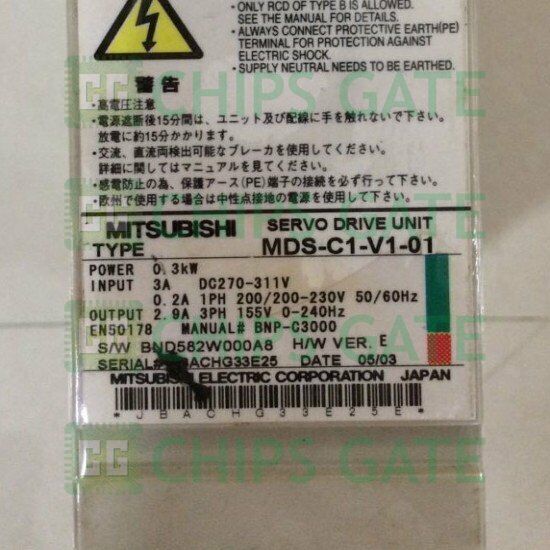 • ONLY RCD OF TYPE B IS ALLOWED.
SEE THE MANUAL FOR DETAILS.
• ALWAYS CONNECT PROTECTIVE EARTH(PE)
TERMINAL FOR PROTECTION AGAINST
ELECTRIC SHOCK.
• SUPPLY NEUTRAL NEEDS TO BE EARTHED.
警告
・高電圧注意
・電源遮断後15分間は、ユニット及び配線に手を触れないで下さい。
放電に約15分かかります。
・交流、直流両検出可能なブレーカを使用してください。
詳細に関してはマニュアルを見てください。
・感電防止の為、保護アース(PE)端子の接続を必ず行って下さい。
・欧州で使用する場合は中性点接地の電源を使用して下さい。
MITSUBISHI SERVO DRIVE UNIT
TYPE MDS-C1-V1-01
POWER 0.3kW
INPUT 3A DC270-311V
0.2A 1PH 200/200-230V 50/60Hz
OUTPUT 2.9A 3PH 155V 0-240Hz
EN50178 MANUAL# BNP-C3000
S/W BND582W000A8 H/W VER. E
SERIAL# BACHG33E25 DATE 05/03
MITSUBISHI ELECTRIC CORPORATION JAPAN
*JBACHG33E25E*
CHIPS GATE
CHIPS GATE
CHIPS GATE